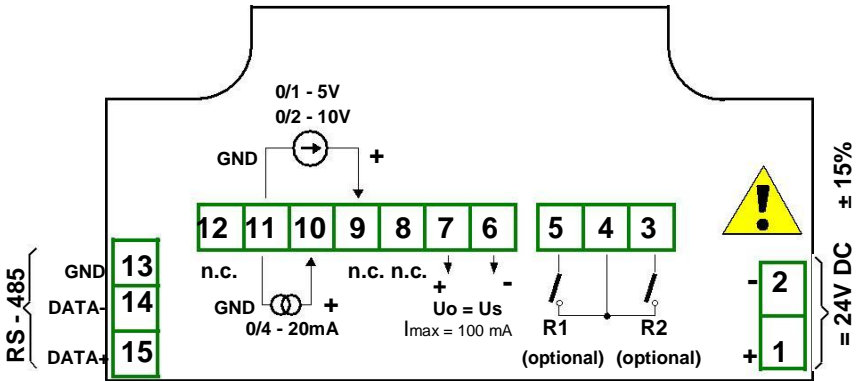 0/1 - 5V
0/2 - 10V
GND
+
± 15%
12 11 10 9 8 7 6
5 4 3
n.c.
n.c. n.c.
+
-
GND
+
0/4 - 20mA
Uo = Us
Imax = 100 mA
R1
R2
(optional)
(optional)
RS - 485
GND 13
DATA- 14
DATA+ 15
- 2
+ 1
= 24V DC